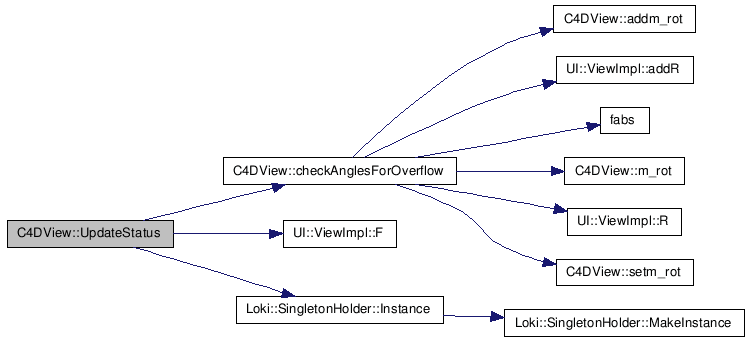 C4DView::addm_rot
UI::ViewImpl::addR
fabs
C4DView::checkAnglesForOverflow
C4DView::m_rot
UI::ViewImpl::R
C4DView::UpdateStatus
UI::ViewImpl::F
C4DView::setm_rot
Loki::SingletonHolder::Instance
Loki::SingletonHolder::MakeInstance